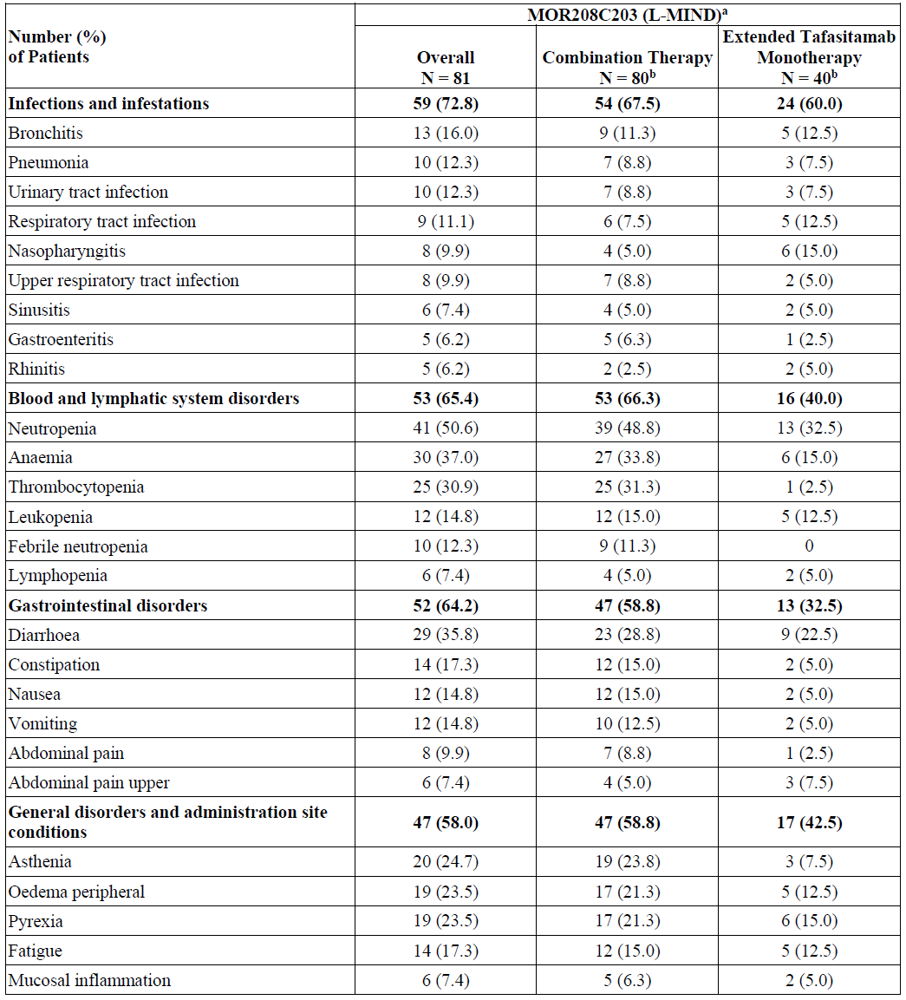 MOR208C203 (L-MIND)a
Number (%)
of Patients
Overall
N = 81
Combination Therapy
N = 80b
Extended Tafasitamab
Monotherapy
N = 40b
Infections and infestations 59 (72.8) 54 (67.5) 24 (60.0)
Bronchitis 13 (16.0) 9 (11.3) 5 (12.5)
Pneumonia 10 (12.3) 7 (8.8) 3 (7.5)
Urinary tract infection 10 (12.3) 7 (8.8) 3 (7.5)
Respiratory tract infection 9 (11.1) 6 (7.5) 5 (12.5)
Nasopharyngitis 8 (9.9) 4 (5.0) 6 (15.0)
Upper respiratory tract infection 8 (9.9) 7 (8.8) 2 (5.0)
Sinusitis 6 (7.4) 4 (5.0) 2 (5.0)
Gastroenteritis 5 (6.2) 5 (6.3) 1 (2.5)
Rhinitis 5 (6.2) 2 (2.5) 2 (5.0)
Blood and lymphatic system disorders 53 (65.4) 53 (66.3) 16 (40.0)
Neutropenia 41 (50.6) 39 (48.8) 13 (32.5)
Anaemia 30 (37.0) 27 (33.8) 6 (15.0)
Thrombocytopenia 25 (30.9) 25 (31.3) 1 (2.5)
Leukopenia 12 (14.8) 12 (15.0) 5 (12.5)
Febrile neutropenia 10 (12.3) 9 (11.3) 0
Lymphopenia 6 (7.4) 4 (5.0) 2 (5.0)
Gastrointestinal disorders 52 (64.2) 47 (58.8) 13 (32.5)
Diarrhoea 29 (35.8) 23 (28.8) 9 (22.5)
Constipation 14 (17.3) 12 (15.0) 2 (5.0)
Nausea 12 (14.8) 12 (15.0) 2 (5.0)
Vomiting 12 (14.8) 10 (12.5) 2 (5.0)
Abdominal pain 8 (9.9) 7 (8.8) 1 (2.5)
Abdominal pain upper 6 (7.4) 4 (5.0) 3 (7.5)
General disorders and administration site
conditions 47 (58.0) 47 (58.8) 17 (42.5)
Asthenia 20 (24.7) 19 (23.8) 3 (7.5)
Oedema peripheral 19 (23.5) 17 (21.3) 5 (12.5)
Pyrexia 19 (23.5) 17 (21.3) 6 (15.0)
Fatigue 14 (17.3) 12 (15.0) 5 (12.5)
Mucosal inflammation 6 (7.4) 5 (6.3) 2 (5.0)